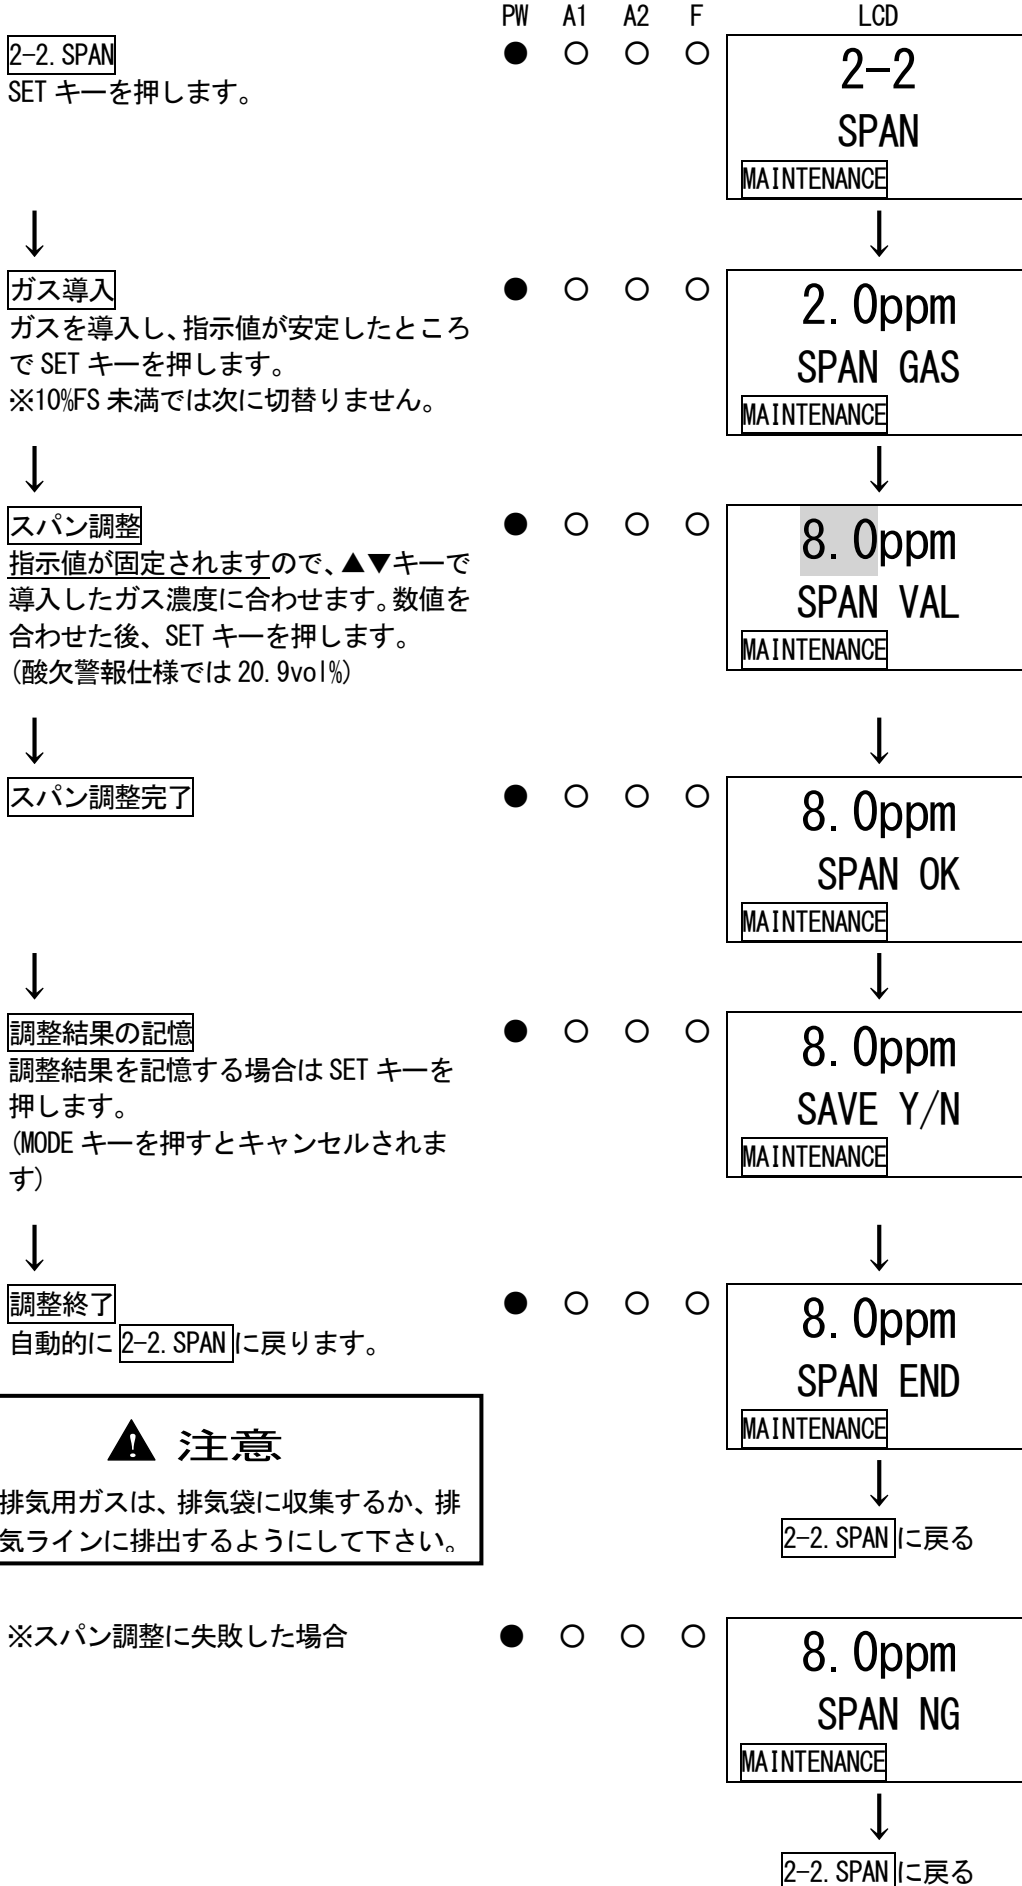 PW A1 A2 F LCD
2-2. SPAN ● ○ ○ ○ 2-2
SETキーを押します。
SPAN
MAINTENANCE
↓ ↓
ガス導入 ● ○ ○ ○ 2.0ppm
ガスを導入し、指示値が安定したところ
でSETキーを押します。 SPAN GAS
※10%FS未満では次に切替りません。 MAINTENANCE
↓ ↓
スパン調整 ● ○ ○ ○ 8.0ppm
指示値が固定されますので、▲▼キーで
導入したガス濃度に合わせます。数値を SPAN VAL
合わせた後、SETキーを押します。 MAINTENANCE
(酸欠警報仕様では20.9vol%)
↓ ↓
スパン調整完了 ● ○ ○ ○ 8.0ppm
SPAN OK
MAINTENANCE
↓ ↓
調整結果の記憶 ● ○ ○ ○ 8.0ppm
調整結果を記憶する場合はSETキーを
押します。 SAVE Y/N
(MODEキーを押すとキャンセルされま MAINTENANCE
す)
↓ ↓
調整終了 ● ○ ○ ○ 8.0ppm
自動的に 2-2. SPAN に戻ります。
SPAN END
注意 MAINTENANCE
↓
排気用ガスは、排気袋に収集するか、排
気ラインに排出するようにして下さい。
2-2. SPAN に戻る
※スパン調整に失敗した場合 ● ○ ○ ○ 8.0ppm
SPAN NG
MAINTENANCE
↓
2-2. SPAN に戻る